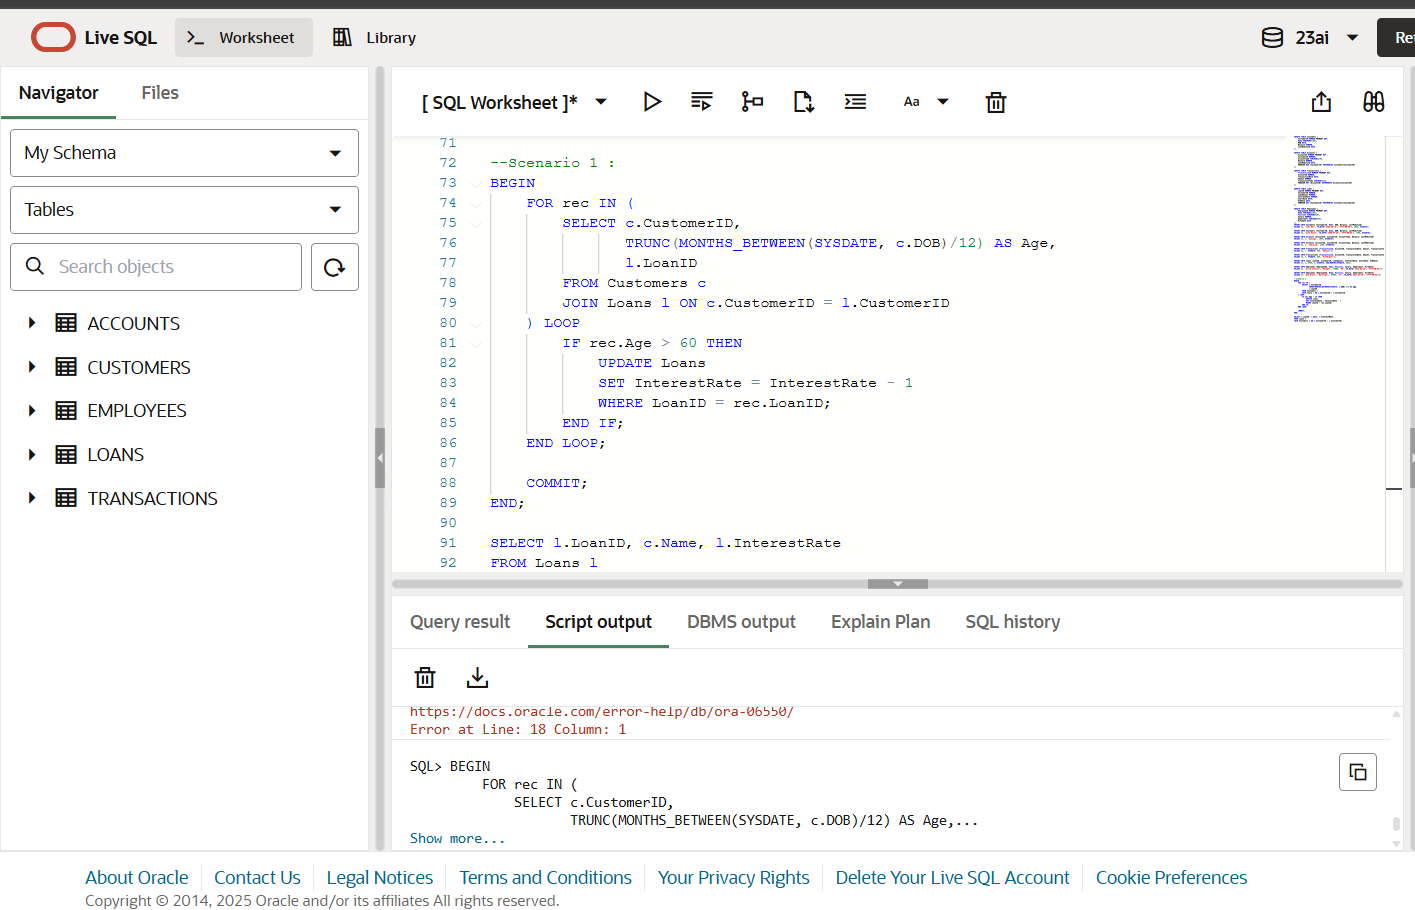 Live SQL
>_ Worksheet
Library
23ai
Re
Navigator
Files
My Schema
Tables
Search objects
ACCOUNTS
CUSTOMERS
EMPLOYEES
LOANS
TRANSACTIONS
[ SQL Worksheet ]*
Aa
71
72 --Scenario 1 :
73 BEGIN
74 FOR rec IN (
75 SELECT c.CustomerID,
76 TRUNC(MONTHS_BETWEEN(SYSDATE, c.DOB)/12) AS Age,
77 l.LoanID
78 FROM Customers c
79 JOIN Loans l ON c.CustomerID = l.CustomerID
80 ) LOOP
81 IF rec.Age > 60 THEN
82 UPDATE Loans
83 SET InterestRate = InterestRate - 1
84 WHERE LoanID = rec.LoanID;
85 END IF;
86 END LOOP;
87
88 COMMIT;
89 END;
90
91 SELECT l.LoanID, c.Name, l.InterestRate
92 FROM Loans l
Query result
Script output
DBMS output
Explain Plan
SQL history
https://docs.oracle.com/error-help/db/ora-06550/
Error at Line: 18 Column: 1
SQL> BEGIN
FOR rec IN (
SELECT c.CustomerID,
TRUNC(MONTHS_BETWEEN(SYSDATE, c.DOB)/12) AS Age,...
Show more...
About Oracle
Contact Us
Legal Notices
Terms and Conditions
Your Privacy Rights
Delete Your Live SQL Account
Cookie Preferences
Copyright © 2014, 2025 Oracle and/or its affiliates All rights reserved.